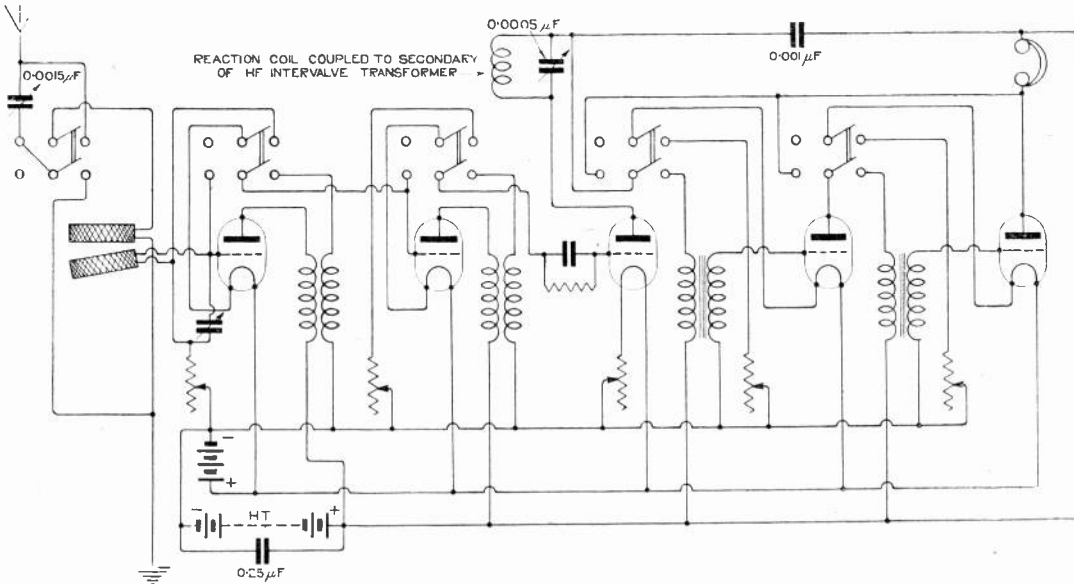 0.0005 µF
REACTION COIL COUPLED TO SECONDARY
OF HF INTERVALVE TRANSFORMER
0.001 µF
0.0015 µF
−
+
− HT +
0.25 µF